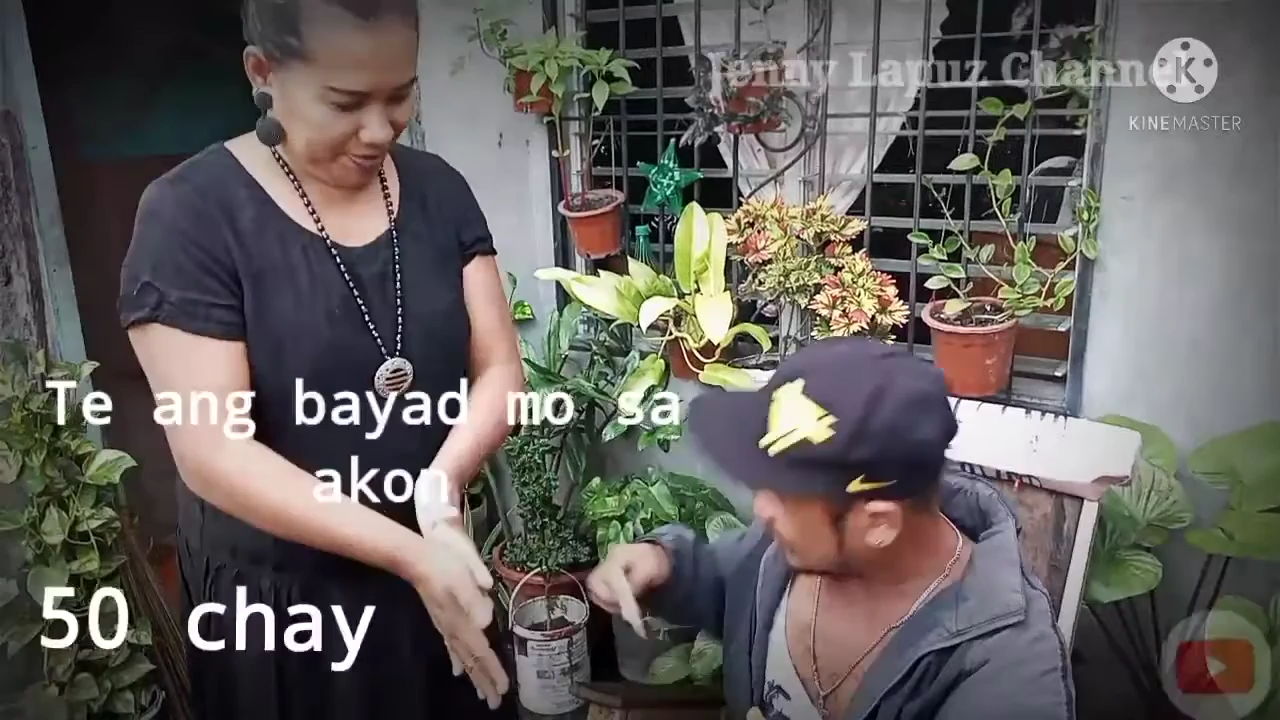 Jenny Lapuz Channel
KINEMASTER
Te ang bayad mo sa
akon
50 chay